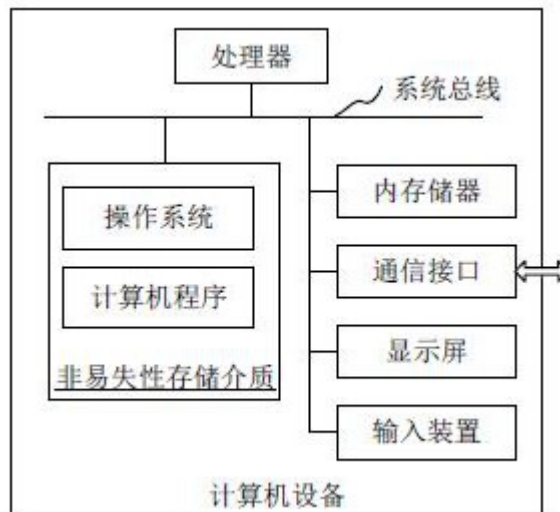 处理器
系统总线
操作系统
计算机程序
非易失性存储介质
内存储器
通信接口
显示屏
输入装置
计算机设备